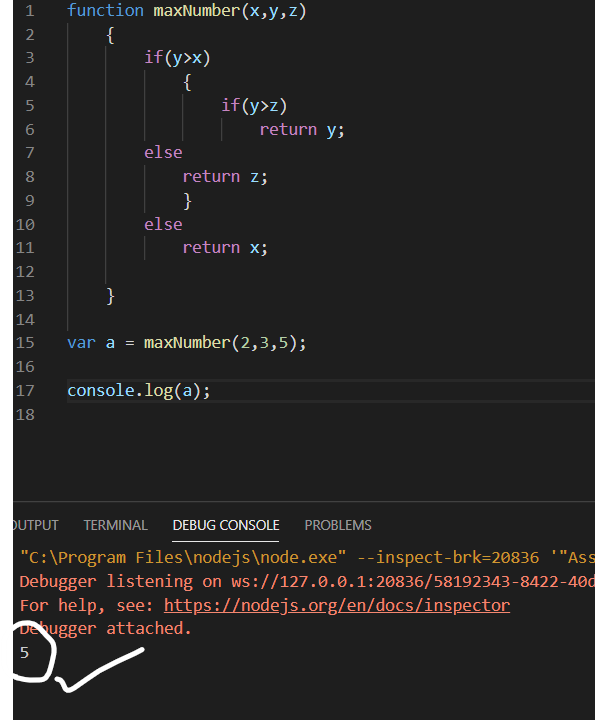 1 function maxNumber(x,y,z)
2 {
3 if(y>x)
4 {
5 if(y>z)
6 return y;
7 else
8 return z;
9 }
10 else
11 return x;
12
13 }
14
15 var a = maxNumber(2,3,5);
16
17 console.log(a);
18
OUTPUT TERMINAL DEBUG CONSOLE PROBLEMS
"C:\Program Files\nodejs\node.exe" --inspect-brk=20836 '"Ass
Debugger listening on ws://127.0.0.1:20836/58192343-8422-40d
For help, see: https://nodejs.org/en/docs/inspector
Debugger attached.
5